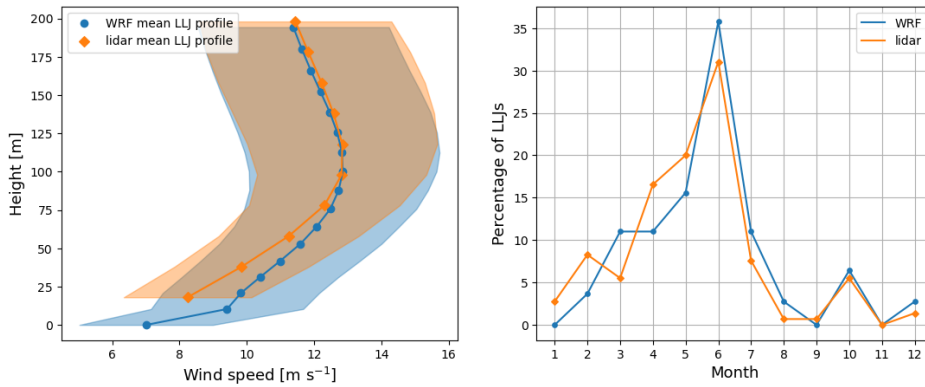 WRF mean LLJ profile
lidar mean LLJ profile
Height [m]
200
175
150
125
100
75
50
25
0
6 8 10 12 14 16
Wind speed [m s⁻¹]
WRF
lidar
Percentage of LLJs
35
30
25
20
15
10
5
0
1 2 3 4 5 6 7 8 9 10 11 12
Month